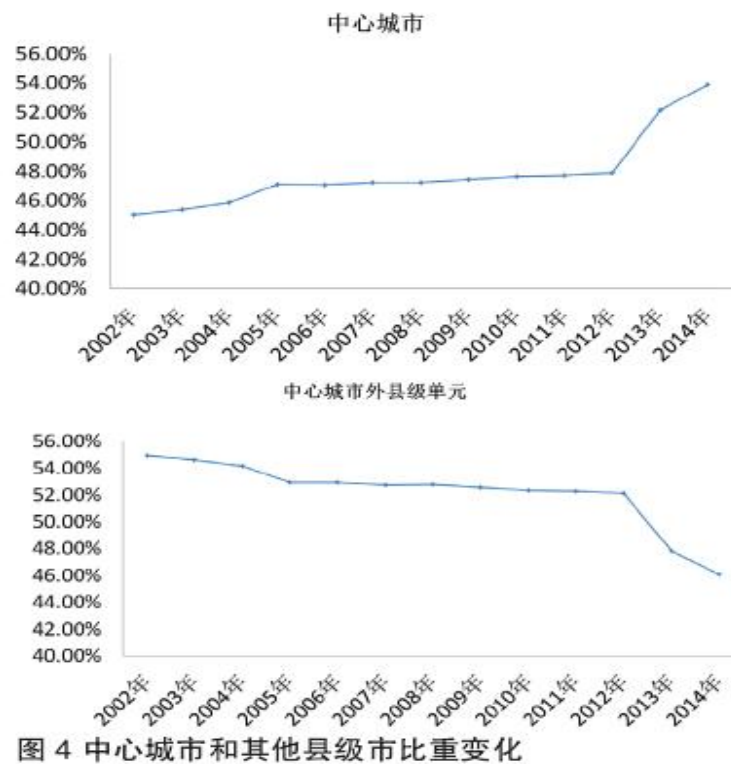 中心城市
56.00%
54.00%
52.00%
50.00%
48.00%
46.00%
44.00%
42.00%
40.00%
2002年
2003年
2004年
2005年
2006年
2007年
2008年
2009年
2010年
2011年
2012年
2013年
2014年
中心城市外县级单元
56.00%
54.00%
52.00%
50.00%
48.00%
46.00%
44.00%
42.00%
40.00%
2002年
2003年
2004年
2005年
2006年
2007年
2008年
2009年
2010年
2011年
2012年
2013年
2014年
图 4 中心城市和其他县级市比重变化